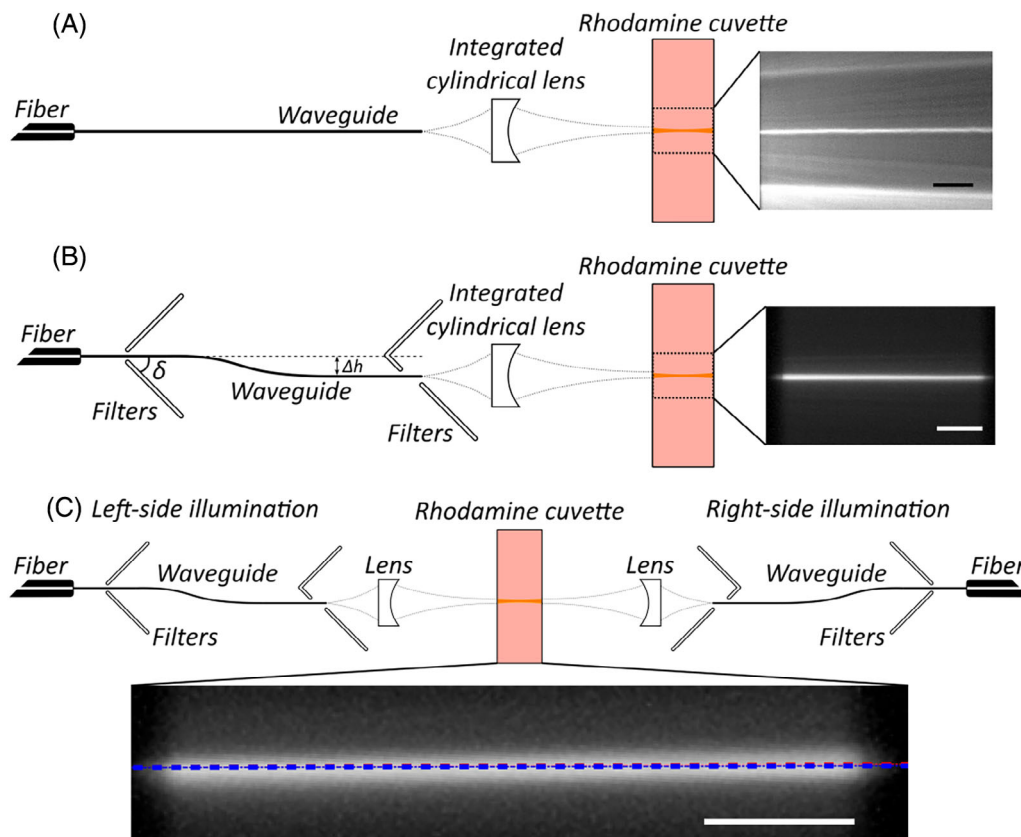 (A)
Rhodamine cuvette
Integrated
cylindrical lens
Fiber
Waveguide
(B)
Rhodamine cuvette
Integrated
cylindrical lens
Fiber
δ
Δh
Waveguide
Filters
Filters
(C)
Left-side illumination
Rhodamine cuvette
Right-side illumination
Fiber
Waveguide
Lens
Lens
Waveguide
Fiber
Filters
Filters